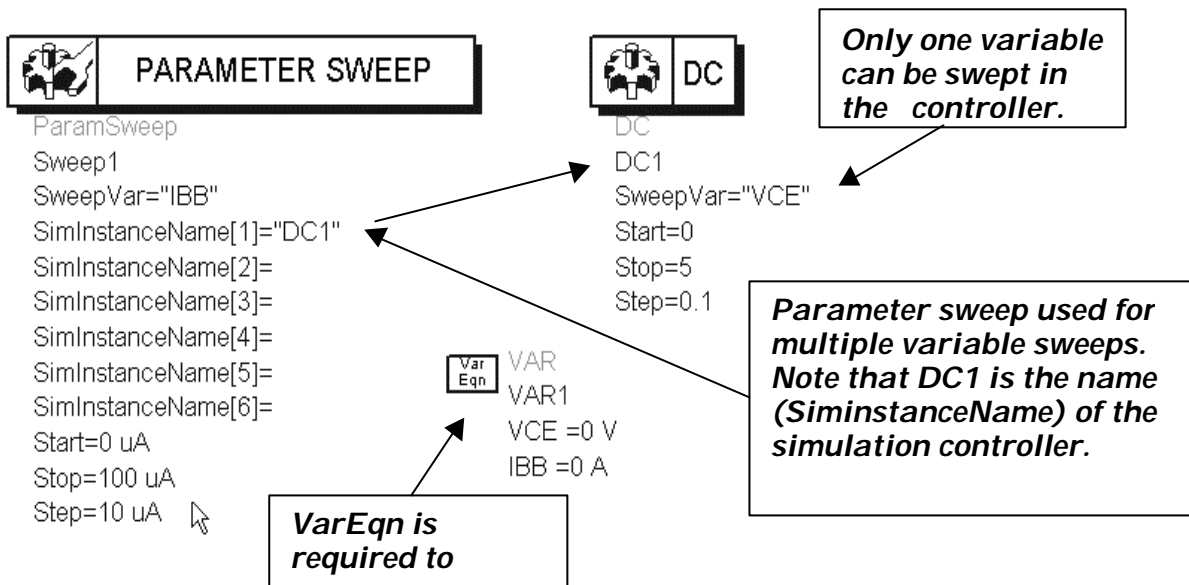 PARAMETER SWEEP
ParamSweep
Sweep1
SweepVar="IBB"
SimInstanceName[1]="DC1"
SimInstanceName[2]=
SimInstanceName[3]=
SimInstanceName[4]=
SimInstanceName[5]=
SimInstanceName[6]=
Start=0 uA
Stop=100 uA
Step=10 uA
DC
DC
DC1
SweepVar="VCE"
Start=0
Stop=5
Step=0.1
Only one variable
can be swept in
the controller.
Var
Eqn
VAR
VAR1
VCE =0 V
IBB =0 A
Parameter sweep used for
multiple variable sweeps.
Note that DC1 is the name
(SiminstanceName) of the
simulation controller.
VarEqn is
required to